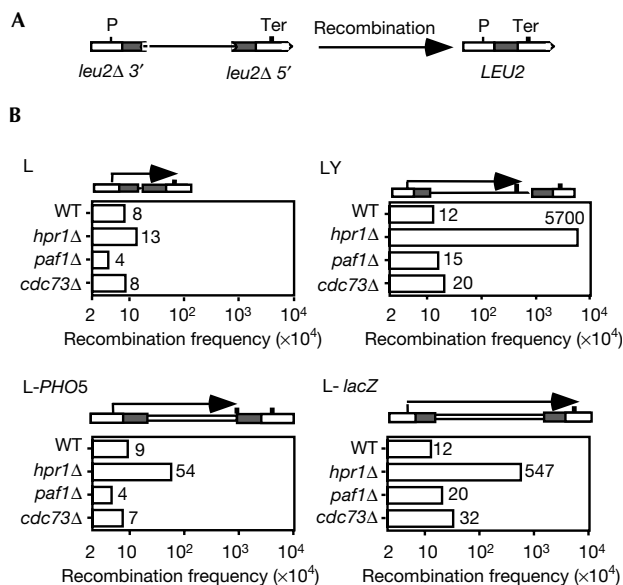 A
P
Ter
Recombination
P
Ter
leu2Δ 3′
leu2Δ 5′
LEU2
B
L
WT
8
hpr1Δ
13
paf1Δ
4
cdc73Δ
8
2 10 10² 10³ 10⁴
Recombination frequency (×10⁴)
LY
WT
12
5700
hpr1Δ
paf1Δ
15
cdc73Δ
20
2 10 10² 10³ 10⁴
Recombination frequency (×10⁴)
L-PHO5
WT
9
hpr1Δ
54
paf1Δ
4
cdc73Δ
7
2 10 10² 10³ 10⁴
Recombination frequency (×10⁴)
L- lacZ
WT
12
hpr1Δ
547
paf1Δ
20
cdc73Δ
32
2 10 10² 10³ 10⁴
Recombination frequency (×10⁴)